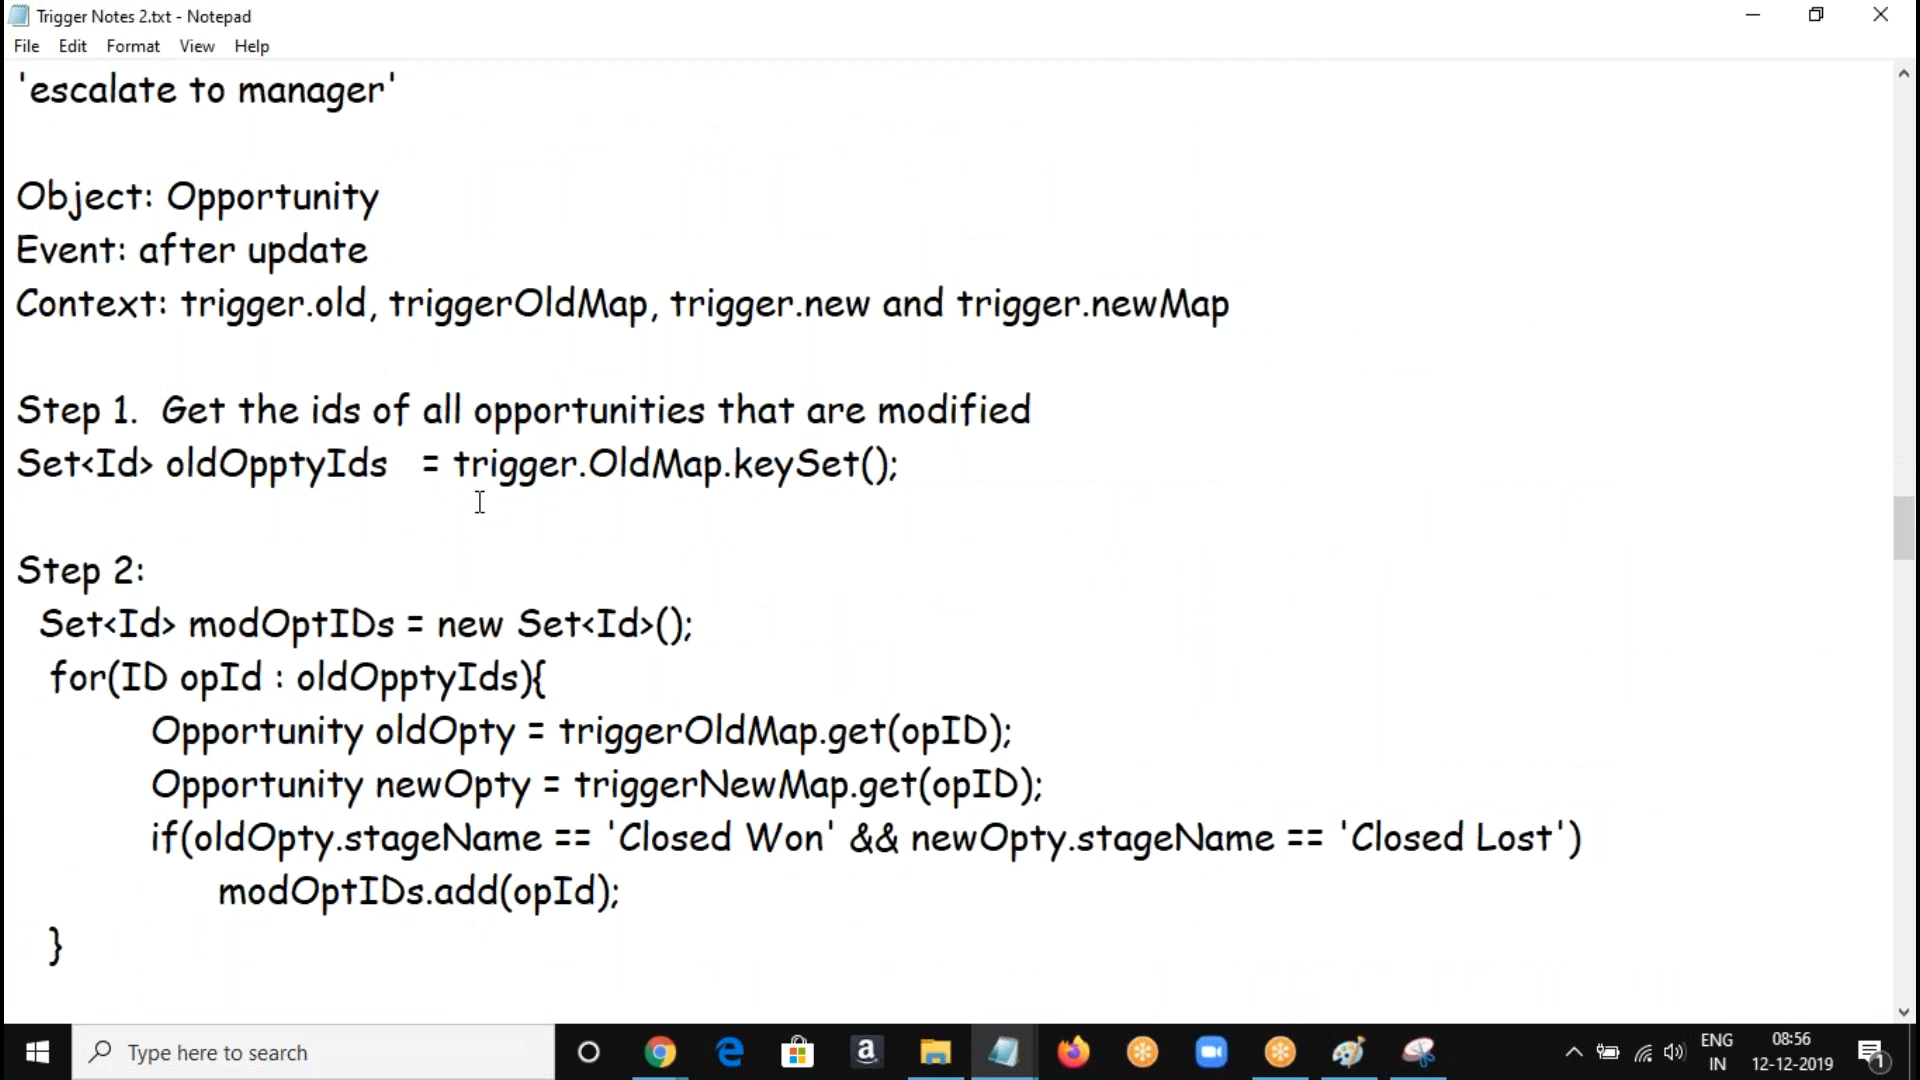 Trigger Notes 2.txt - Notepad
File Edit Format View Help
'escalate to manager'
Object: Opportunity
Event: after update
Context: trigger.old, triggerOldMap, trigger.new and trigger.newMap
Step 1.  Get the ids of all opportunities that are modified
Set<Id> oldOpptyIds   = trigger.OldMap.keySet();
Step 2:
Set<Id> modOptIDs = new Set<Id>();
for(ID opId : oldOpptyIds){
Opportunity oldOpty = triggerOldMap.get(opID);
Opportunity newOpty = triggerNewMap.get(opID);
if(oldOpty.stageName == 'Closed Won' && newOpty.stageName == 'Closed Lost')
modOptIDs.add(opId);
}
Type here to search
ENG
IN
08:56
12-12-2019
1